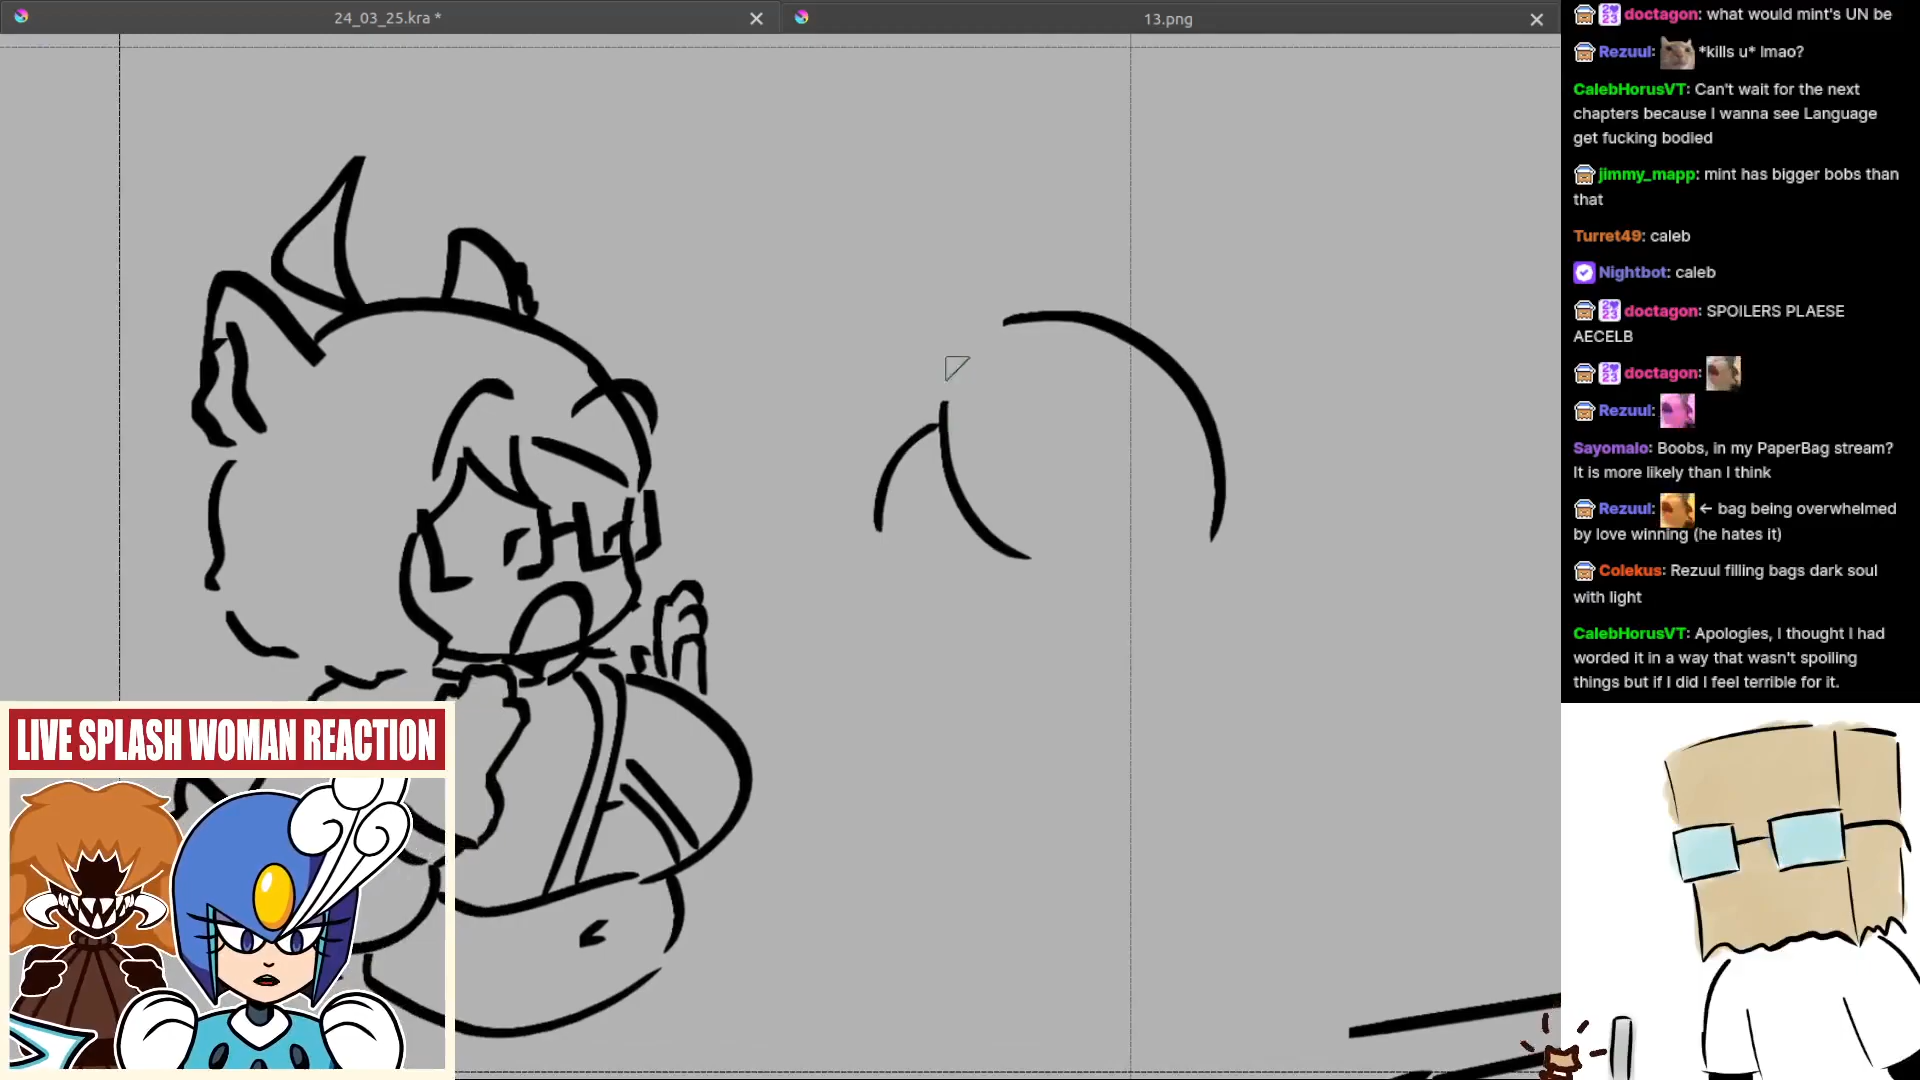 24_03_25.kra *
13.png
doctagon: what would mint's UN be
Rezuul: *kills u* lmao?
CalebHorusVT: Can't wait for the next
chapters because I wanna see Language
get fucking bodied
jimmy_mapp: mint has bigger bobs than
that
Turret49: caleb
Nightbot: caleb
doctagon: SPOILERS PLAESE
AECELB
doctagon:
Rezuul:
Sayomalo: Boobs, in my PaperBag stream?
It is more likely than I think
Rezuul: ← bag being overwhelmed
by love winning (he hates it)
Colekus: Rezuul filling bags dark soul
with light
CalebHorusVT: Apologies, I thought I had
worded it in a way that wasn't spoiling
things but if I did I feel terrible for it.
LIVE SPLASH WOMAN REACTION